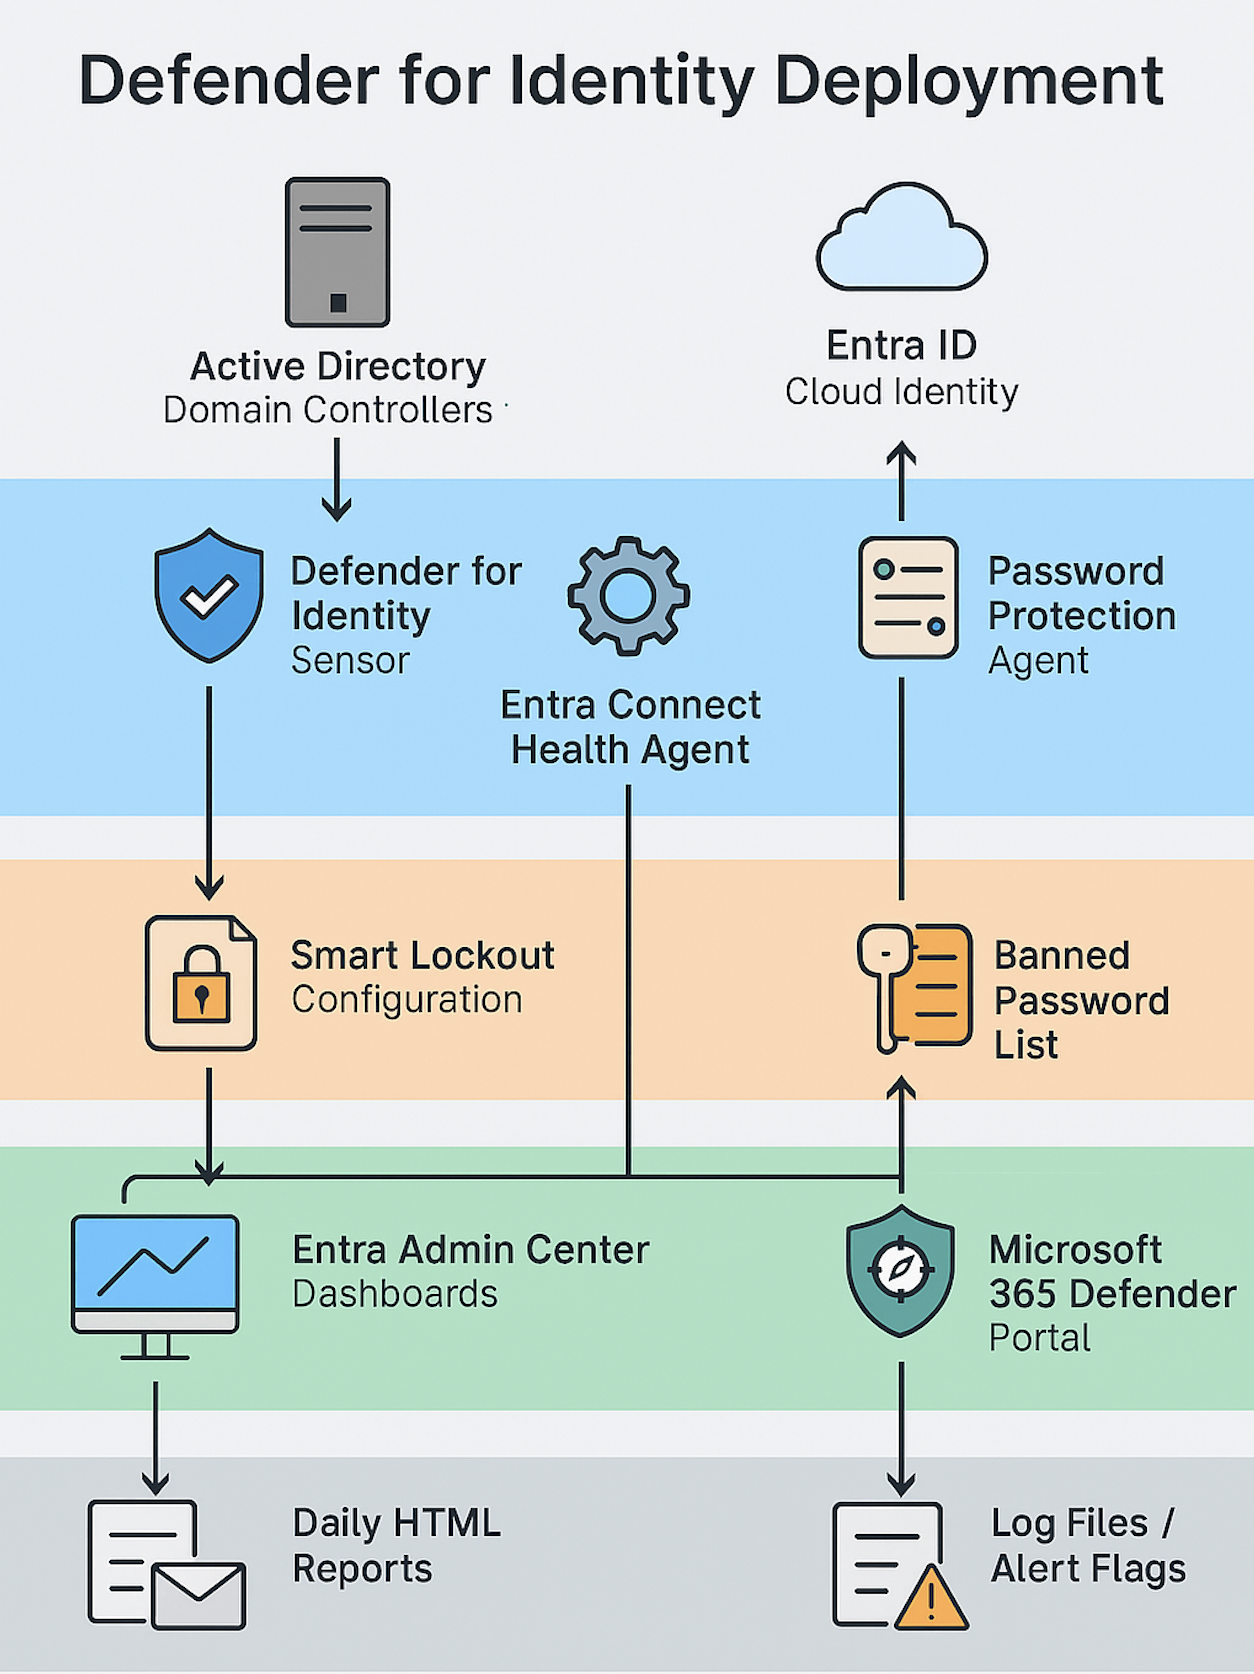 Defender for Identity Deployment
Active Directory
Domain Controllers
Entra ID
Cloud Identity
Defender for
Identity
Sensor
Entra Connect
Health Agent
Password
Protection
Agent
Smart Lockout
Configuration
Banned
Password
List
Entra Admin Center
Dashboards
Microsoft
365 Defender
Portal
Daily HTML
Reports
Log Files /
Alert Flags